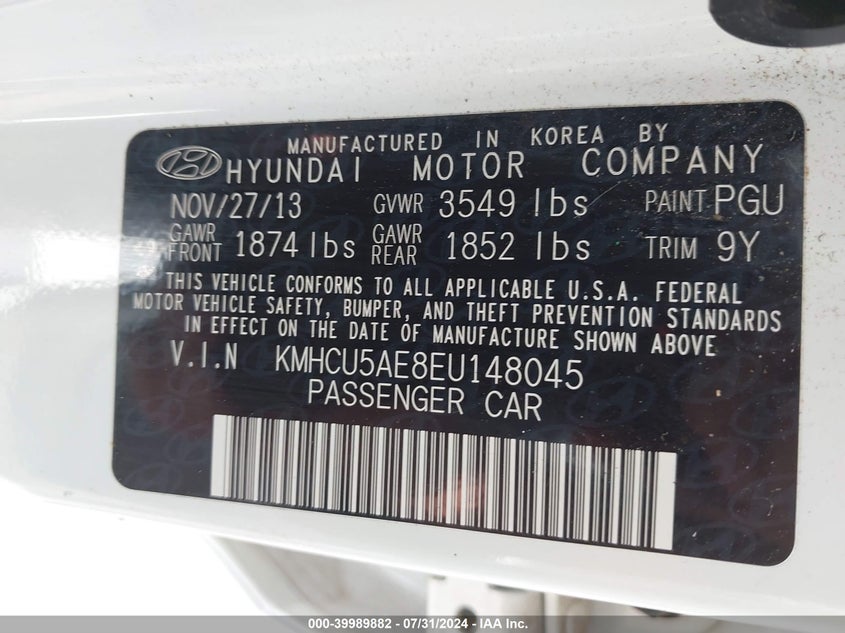 MANUFACTURED IN KOREA BY
HYUNDAI MOTOR COMPANY
NOV/27/13 GVWR 3549 lbs PAINT PGU
GAWR FRONT 1874 lbs GAWR REAR 1852 lbs TRIM 9Y
THIS VEHICLE CONFORMS TO ALL APPLICABLE U.S.A. FEDERAL
MOTOR VEHICLE SAFETY, BUMPER, AND THEFT PREVENTION STANDARDS
IN EFFECT ON THE DATE OF MANUFACTURE SHOWN ABOVE
V.I.N KMHCU5AE8EU148045
PASSENGER CAR
000-39989882 / 07/31/2024 - IAA Inc.